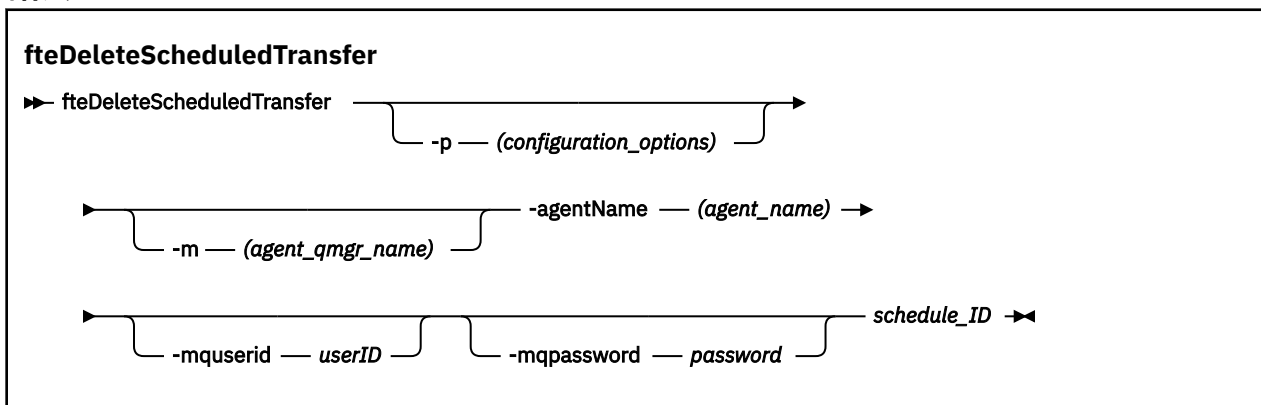 fteDeleteScheduledTransfer
fteDeleteScheduledTransfer
-p (configuration_options)
-agentName (agent_name)
-m (agent_qmgr_name)
schedule_ID
-mquserid userID -mqpassword password